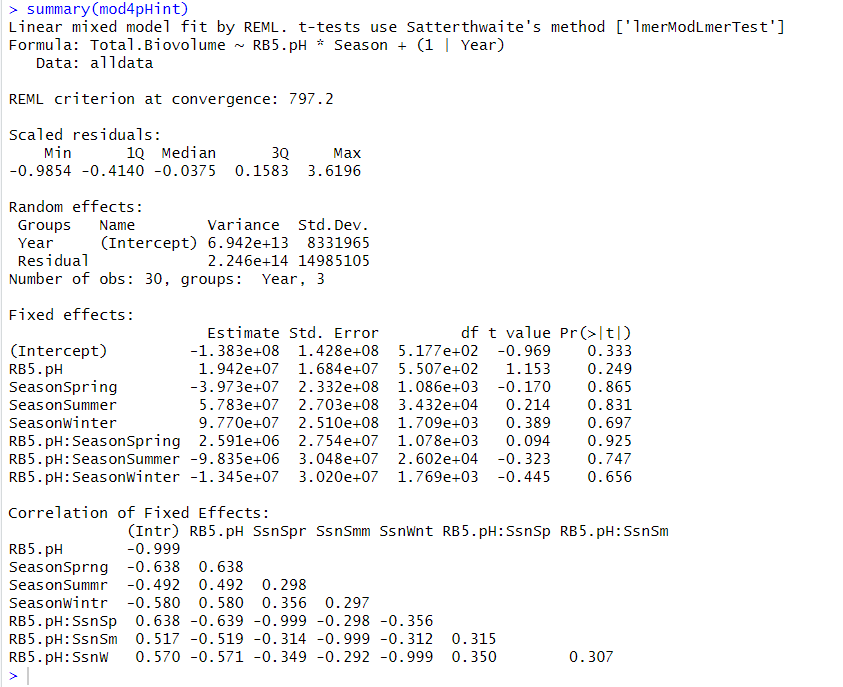 > summary(mod4pHint)
Linear mixed model fit by REML. t-tests use Satterthwaite's method ['lmerModLmerTest']
Formula: Total.Biovolume ~ RB5.pH * Season + (1 | Year)
   Data: alldata

REML criterion at convergence: 797.2

Scaled residuals:
    Min      1Q  Median      3Q     Max
-0.9854 -0.4140 -0.0375  0.1583  3.6196

Random effects:
 Groups   Name        Variance  Std.Dev.
 Year     (Intercept) 6.942e+13  8331965
 Residual             2.246e+14 14985105
Number of obs: 30, groups:  Year, 3

Fixed effects:
                      Estimate Std. Error         df t value Pr(>|t|)
(Intercept)         -1.383e+08  1.428e+08  5.177e+02  -0.969    0.333
RB5.pH               1.942e+07  1.684e+07  5.507e+02   1.153    0.249
SeasonSpring        -3.973e+07  2.332e+08  1.086e+03  -0.170    0.865
SeasonSummer         5.783e+07  2.703e+08  3.432e+04   0.214    0.831
SeasonWinter         9.770e+07  2.510e+08  1.709e+03   0.389    0.697
RB5.pH:SeasonSpring  2.591e+06  2.754e+07  1.078e+03   0.094    0.925
RB5.pH:SeasonSummer -9.835e+06  3.048e+07  2.602e+04  -0.323    0.747
RB5.pH:SeasonWinter -1.345e+07  3.020e+07  1.769e+03  -0.445    0.656

Correlation of Fixed Effects:
            (Intr) RB5.pH SsnSpr SsnSmm SsnWnt RB5.pH:SsnSp RB5.pH:SsnSm
RB5.pH      -0.999
SeasonSprng -0.638  0.638
SeasonSummr -0.492  0.492  0.298
SeasonWintr -0.580  0.580  0.356  0.297
RB5.pH:SsnSp  0.638 -0.639 -0.999 -0.298 -0.356
RB5.pH:SsnSm  0.517 -0.519 -0.314 -0.999 -0.312  0.315
RB5.pH:SsnW   0.570 -0.571 -0.349 -0.292 -0.999  0.350        0.307
>